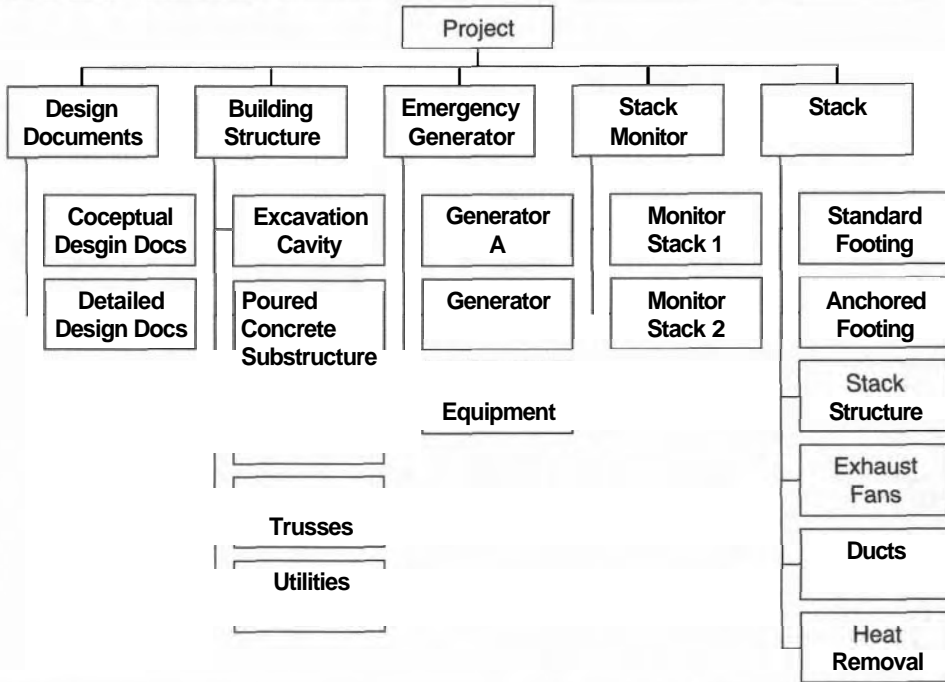 Project
Design
Documents
Building
Structure
Emergency
Generator
Stack
Monitor
Stack
Coceptual
Desgin Docs
Detailed
Design Docs
Excavation
Cavity
Poured
Concrete
Substructure
Trusses
Utilities
Generator
A
Generator
Equipment
Monitor
Stack 1
Monitor
Stack 2
Standard
Footing
Anchored
Footing
Stack
Structure
Exhaust
Fans
Ducts
Heat
Removal